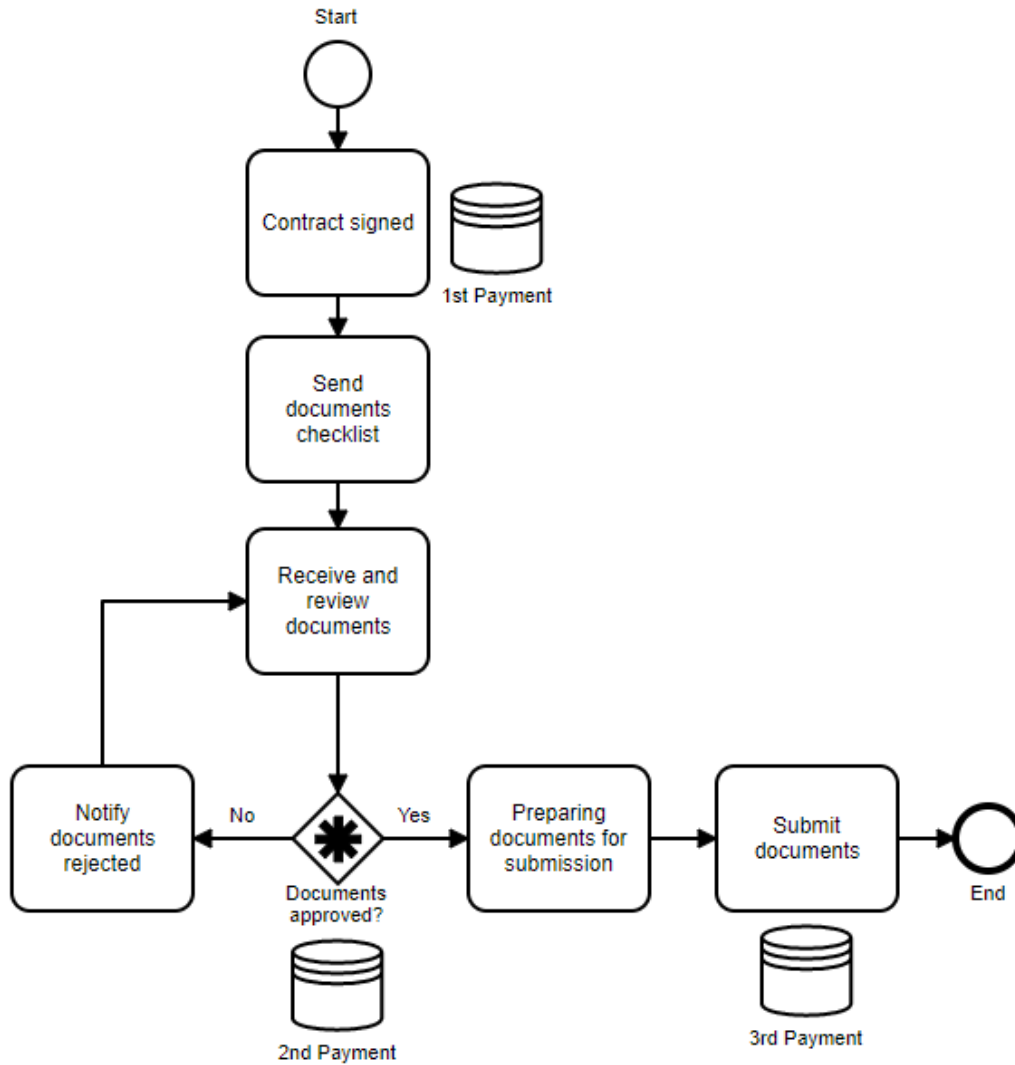 Start
Contract signed
1st Payment
Send
documents
checklist
Receive and
review
documents
Notify
documents
rejected
No
Documents
approved?
Yes
Preparing
documents for
submission
Submit
documents
End
2nd Payment
3rd Payment